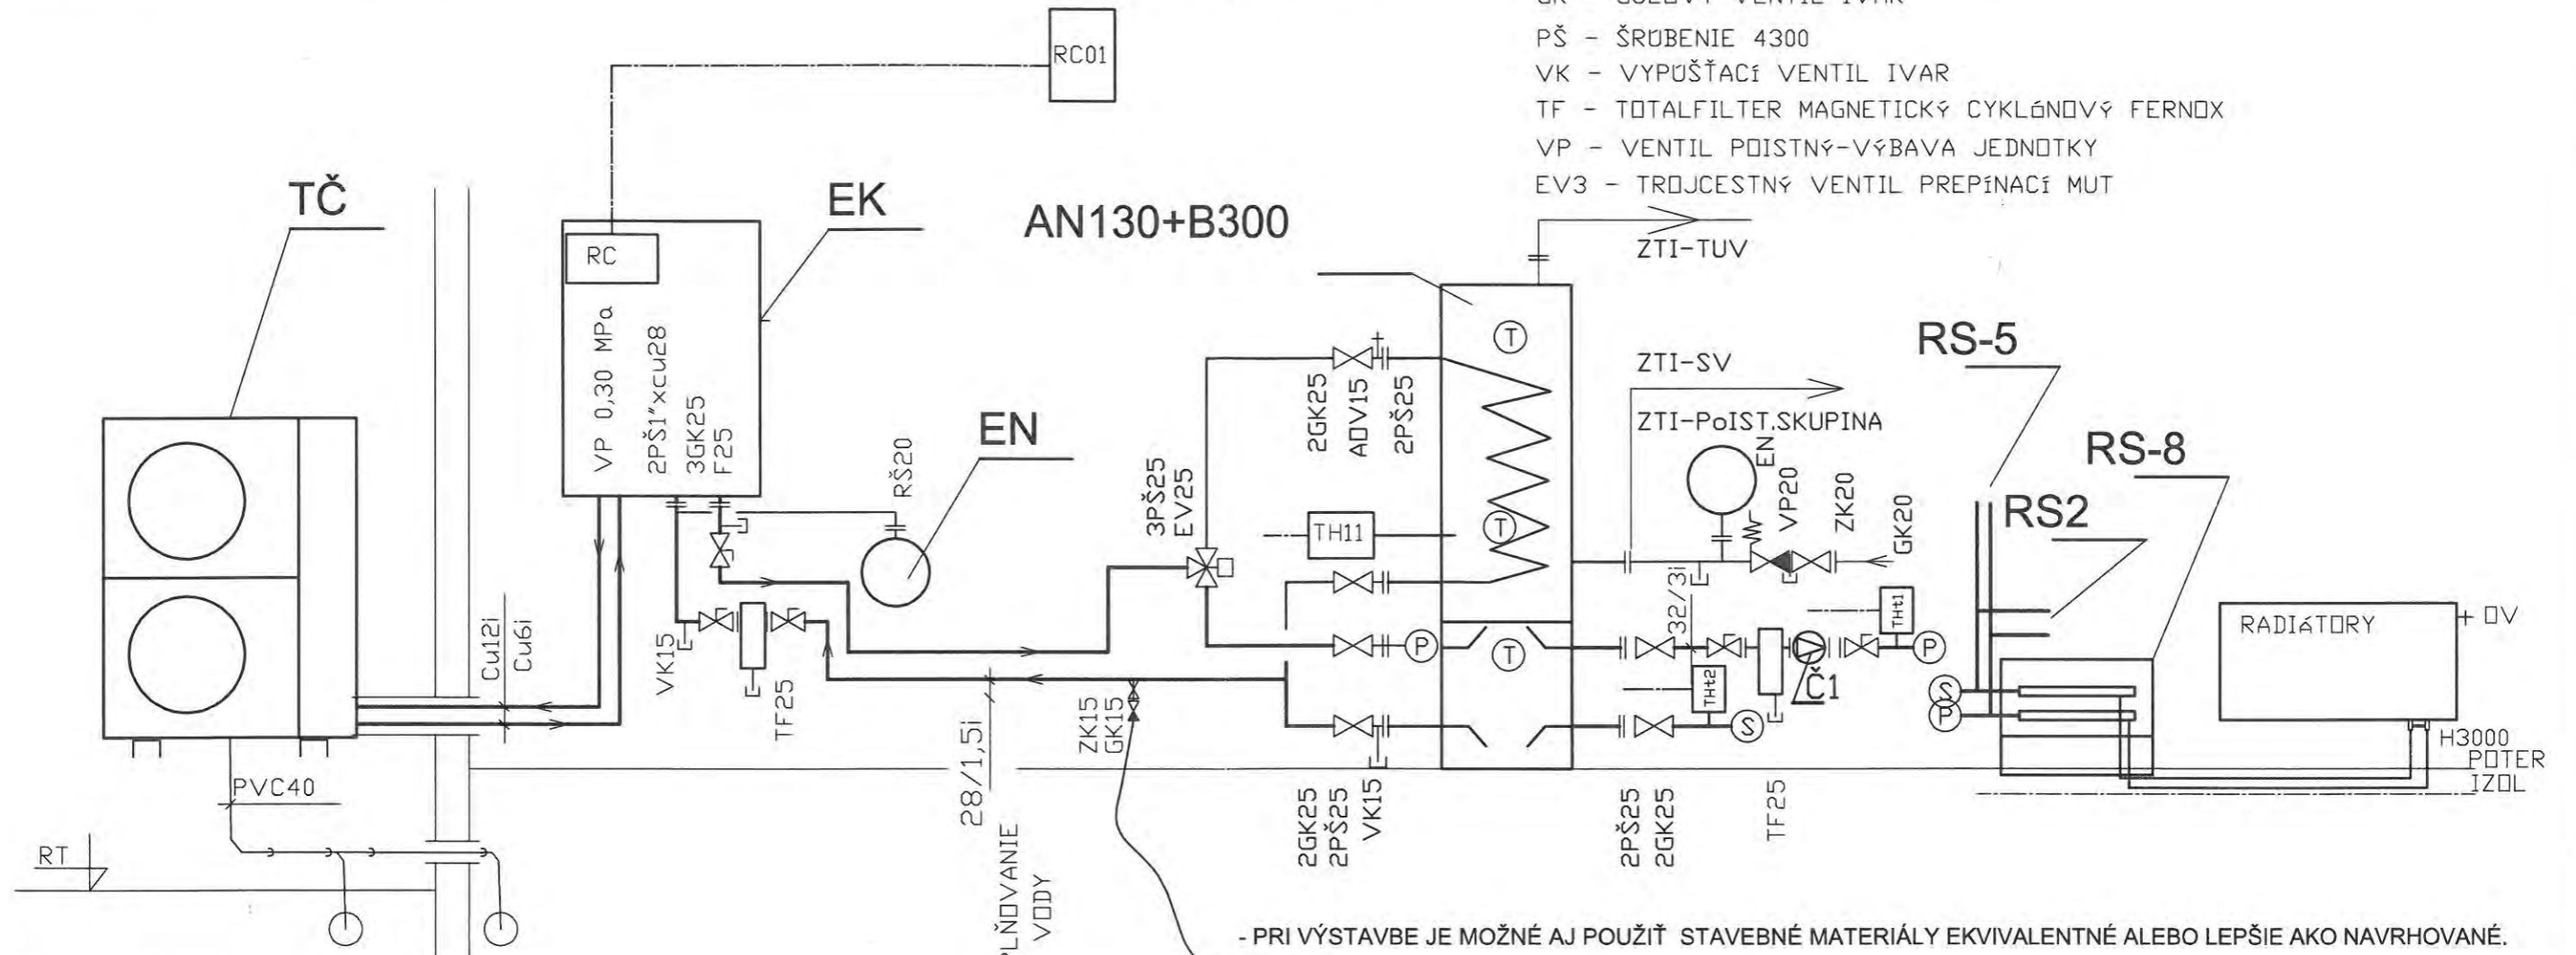 PŠ - ŠRÚBENIE 4300
VK - VYPÚŠŤACÍ VENTIL IVAR
TF - TOTALFILTER MAGNETICKÝ CYKLÓNOVÝ FERNOX
VP - VENTIL POISTNÝ-VÝBAVA JEDNOTKY
EV3 - TROJCESTNÝ VENTIL PREPÍNACÍ MUT
RC01
TČ
EK
RC
AN130+B300
ZTI-TUV
VP 0,30 MPa
2PŠ1"xcu28
3GK25
F25
RŠ20
EN
3PŠ25
EV25
2GK25
AOV15
2PŠ25
T
ZTI-SV
ZTI-PoIST.SKUPINA
EN
VP20
ZK20
GK20
RS-5
RS-8
RS2
TH11
T
Cu12i
Cu6i
VK15
TF25
28/1,5i
ZK15
GK15
P
T
32/3i
THt1
THt2
Č1
P
S
S
P
RADIÁTORY
+ OV
H3000
POTER
IZOL
PVC40
RT
2GK25
2PŠ25
VK15
2PŠ25
2GK25
TF25
PLŇOVANIE
VODY
- PRI VÝSTAVBE JE MOŽNÉ AJ POUŽIŤ STAVEBNÉ MATERIÁLY EKVIVALENTNÉ ALEBO LEPŠIE AKO NAVRHOVANÉ.